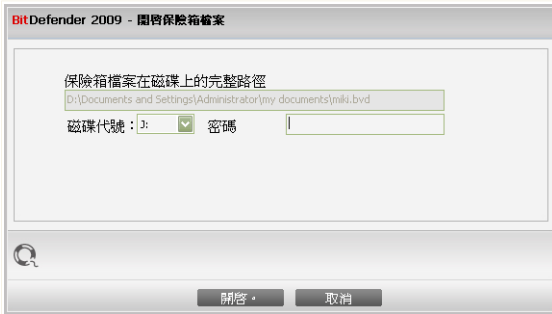 BitDefender 2009 - 開啓保險箱檔案
保險箱檔案在磁碟上的完整路徑
D:\Documents and Settings\Administrator\my documents\miki.bvd
磁碟代號：J: 密碼
開啓。 取消